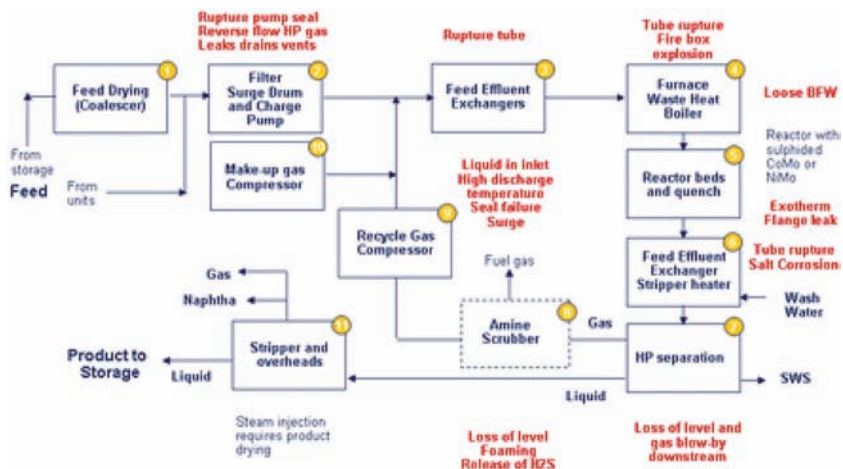 Rupture pump seal
Reverse flow HP gas
Leaks drains vents
Rupture tube
Tube rupture
Fire box
explosion
1
Feed Drying
(Coalescer)
2
Filter
Surge Drum
and Charge
Pump
3
Feed Effluent
Exchangers
4
Furnace
Waste Heat
Boiler
Loose BFW
From
storage
Feed
From
units
10
Make-up gas
Compressor
Liquid in inlet
High discharge
temperature
Seal failure
Surge
5
Reactor beds
and quench
Reactor with
sulphided
CoMo or
NiMo
Exotherm
Flange leak
9
Recycle Gas
Compressor
6
Feed Effluent
Exchanger
Stripper heater
Tube rupture
Salt Corrosion
Gas
Naphtha
Fuel gas
Wash
Water
11
Stripper and
overheads
8
Amine
Scrubber
Gas
7
HP separation
Product to
Storage
Liquid
Liquid
SWS
Steam injection
requires product
drying
Loss of level
Foaming
Release of H2S
Loss of level and
gas blow-by
downstream